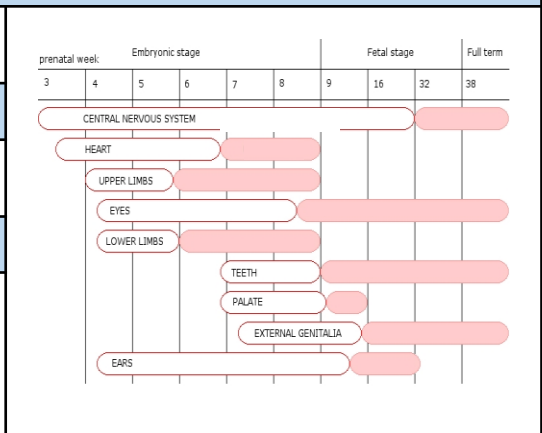 prenatal week Embryonic stage Fetal stage Full term
3 4 5 6 7 8 9 16 32 38
CENTRAL NERVOUS SYSTEM
HEART
UPPER LIMBS
EYES
LOWER LIMBS
TEETH
PALATE
EXTERNAL GENITALIA
EARS